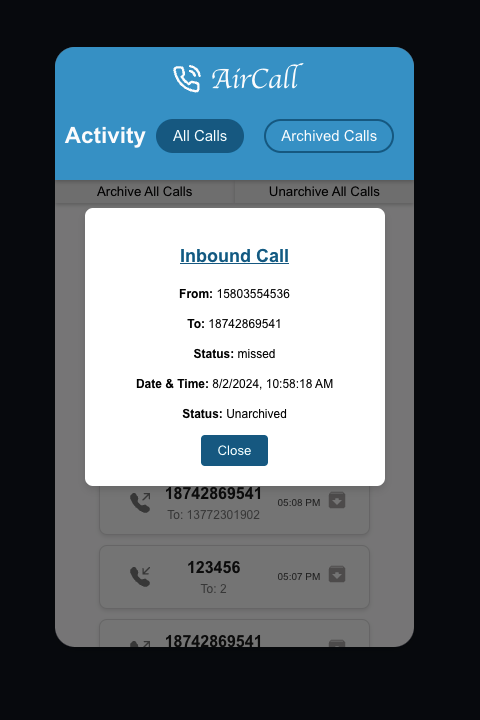 AirCall
Activity
All Calls
Archived Calls
Archive All Calls
Unarchive All Calls
Inbound Call
From: 15803554536
To: 18742869541
Status: missed
Date & Time: 8/2/2024, 10:58:18 AM
Status: Unarchived
Close
18742869541
To: 13772301902
05:08 PM
123456
To: 2
05:07 PM
18742869541